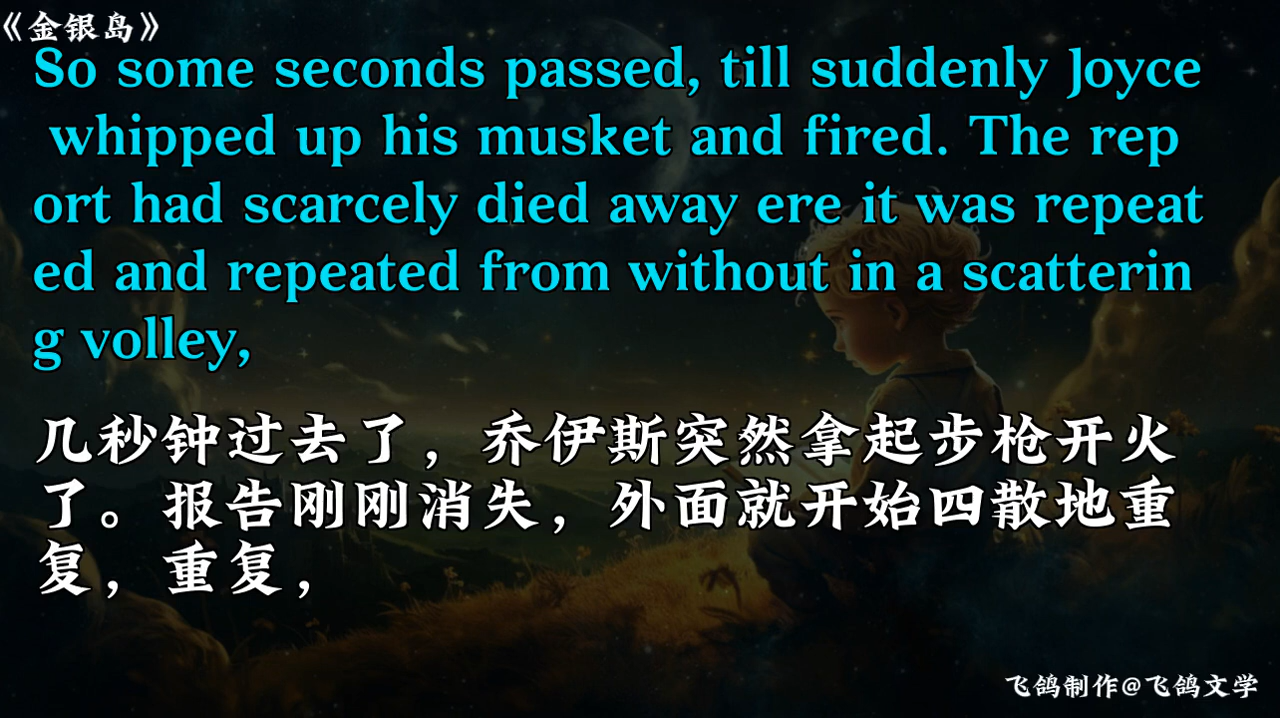 《金银岛》
So some seconds passed, till suddenly Joyce
whipped up his musket and fired. The rep
ort had scarcely died away ere it was repeat
ed and repeated from without in a scatterin
g volley,
几秒钟过去了，乔伊斯突然拿起步枪开火
了。报告刚刚消失，外面就开始四散地重
复，重复，
飞鸽制作@飞鸽文学